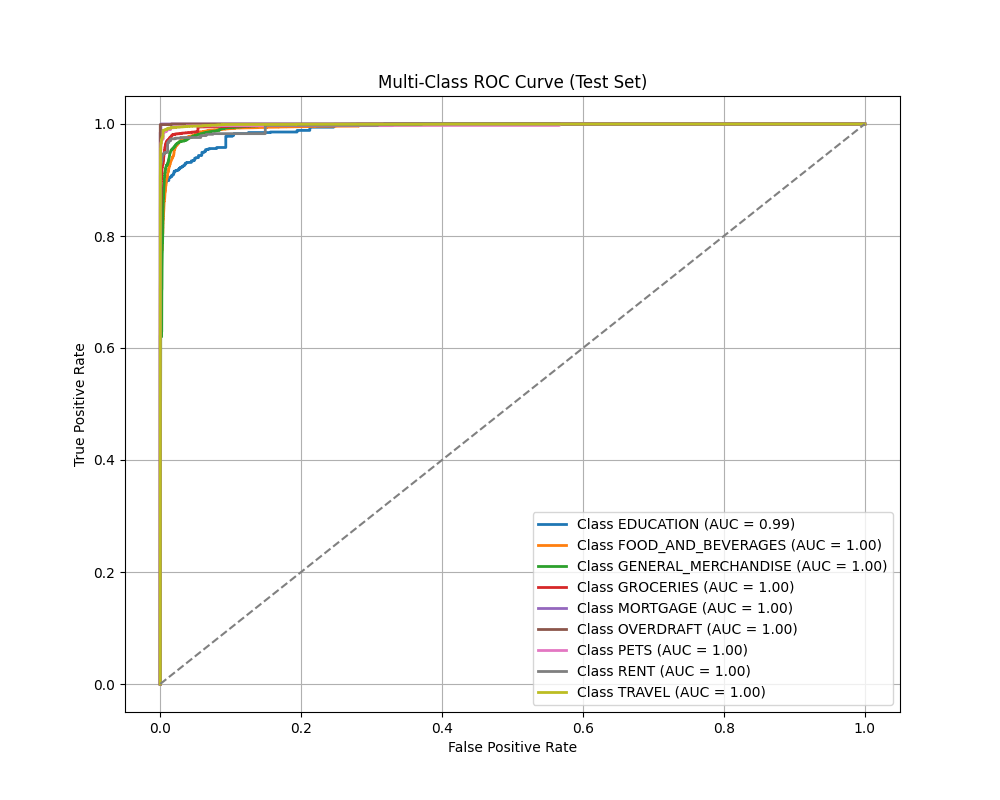 Multi-Class ROC Curve (Test Set)
1.0
0.8
0.6
0.4
0.2
0.0
True Positive Rate
0.0 0.2 0.4 0.6 0.8 1.0
False Positive Rate
Class EDUCATION (AUC = 0.99)
Class FOOD_AND_BEVERAGES (AUC = 1.00)
Class GENERAL_MERCHANDISE (AUC = 1.00)
Class GROCERIES (AUC = 1.00)
Class MORTGAGE (AUC = 1.00)
Class OVERDRAFT (AUC = 1.00)
Class PETS (AUC = 1.00)
Class RENT (AUC = 1.00)
Class TRAVEL (AUC = 1.00)